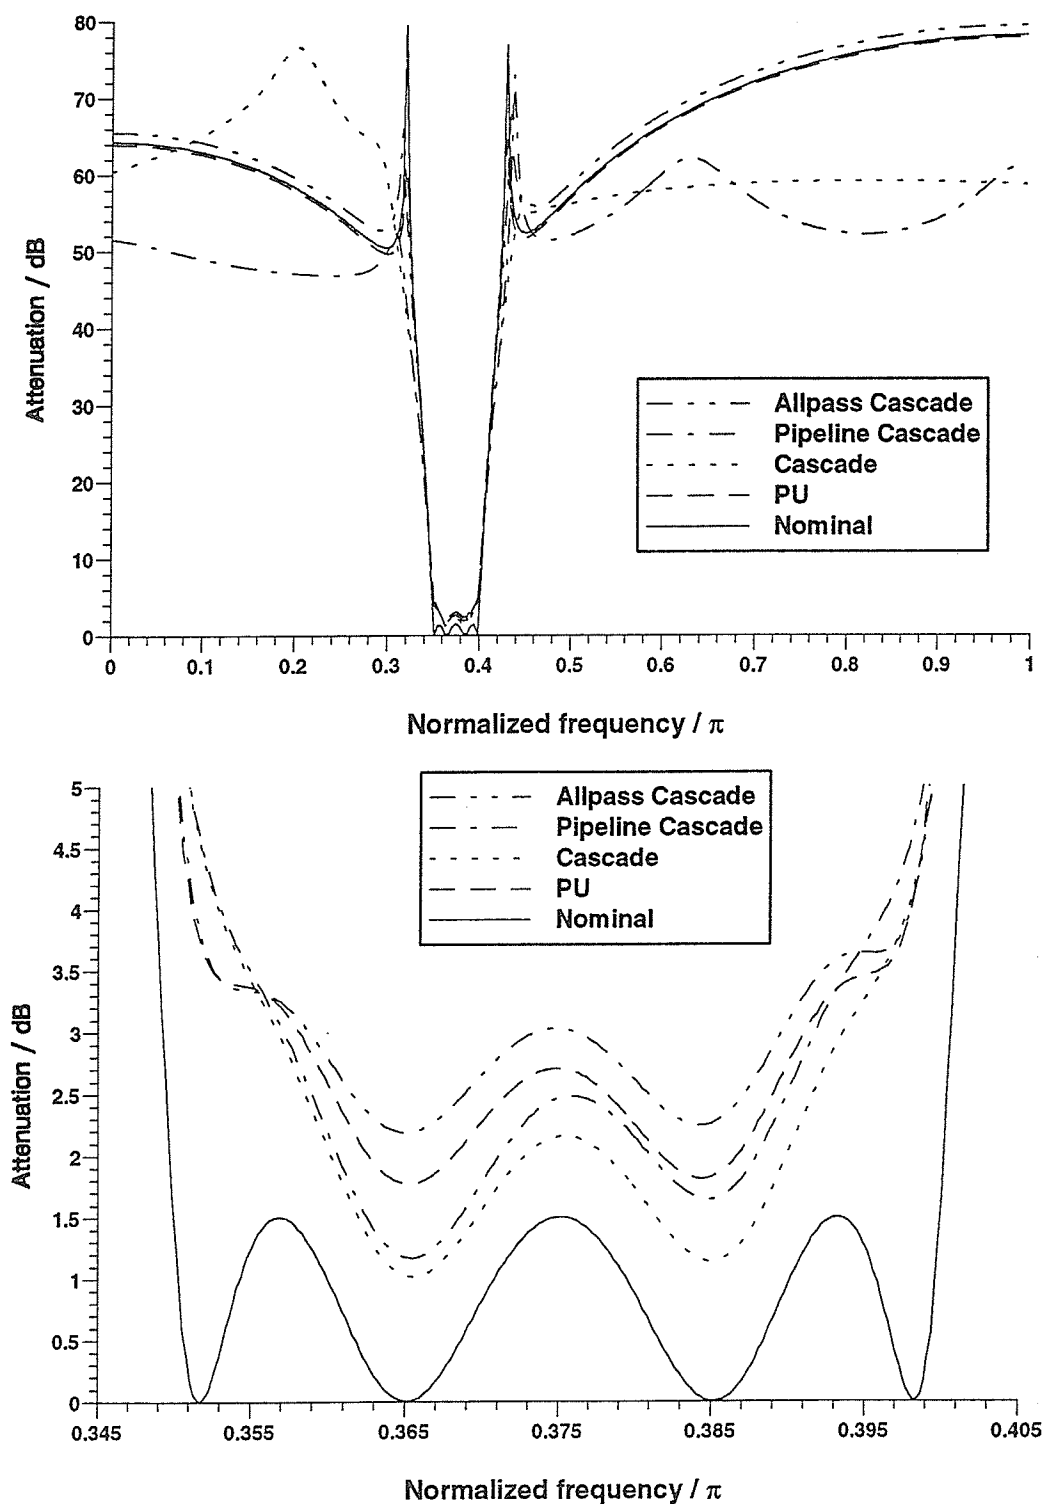 80
70
60
50
40
30
20
10
0
Attenuation / dB
Allpass Cascade
Pipeline Cascade
Cascade
PU
Nominal
0 0.1 0.2 0.3 0.4 0.5 0.6 0.7 0.8 0.9 1
Normalized frequency / π
5
4.5
4
3.5
3
2.5
2
1.5
1
0.5
0
Attenuation / dB
Allpass Cascade
Pipeline Cascade
Cascade
PU
Nominal
0.345 0.355 0.365 0.375 0.385 0.395 0.405
Normalized frequency / π